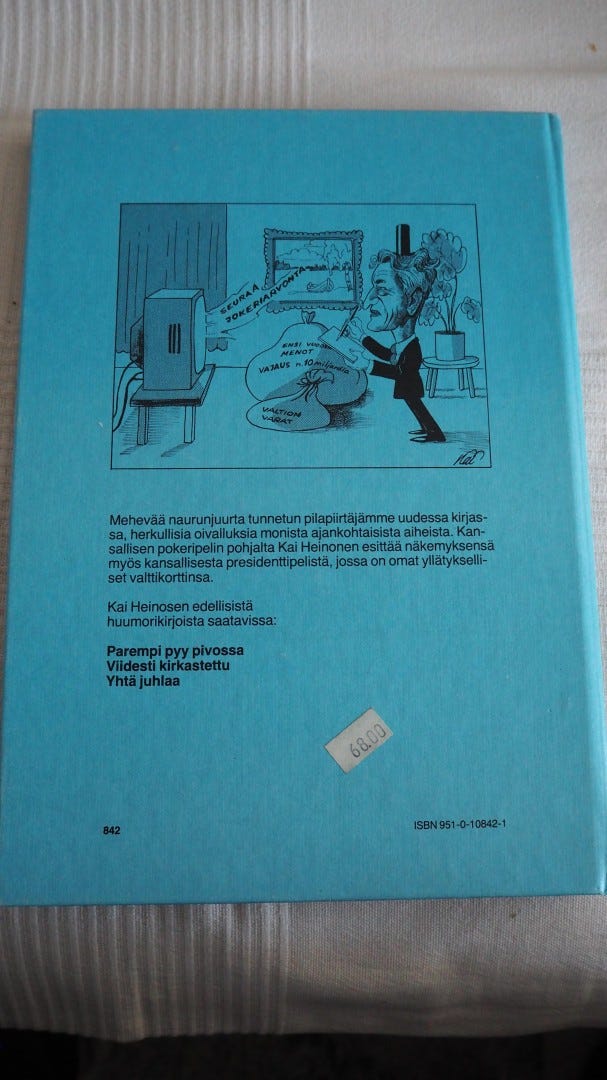 SEURAA
JOKERIARVONTA
ENSI VUODEN
MENOT
VAJAUS n. 10 miljardia
VALTION
VARAT
Kai
Mehevää naurunjuurta tunnetun pilapiirtäjämme uudessa kirjas-
sa, herkullisia oivalluksia monista ajankohtaisista aiheista. Kan-
sallisen pokeripelin pohjalta Kai Heinonen esittää näkemyksensä
myös kansallisesta presidenttipelistä, jossa on omat yllätykselli-
set valttikorttinsa.
Kai Heinosen edellisistä
huumorikirjoista saatavissa:
Parempi pyy pivossa
Viidesti kirkastettu
Yhtä juhlaa
68.00
842
ISBN 951-0-10842-1